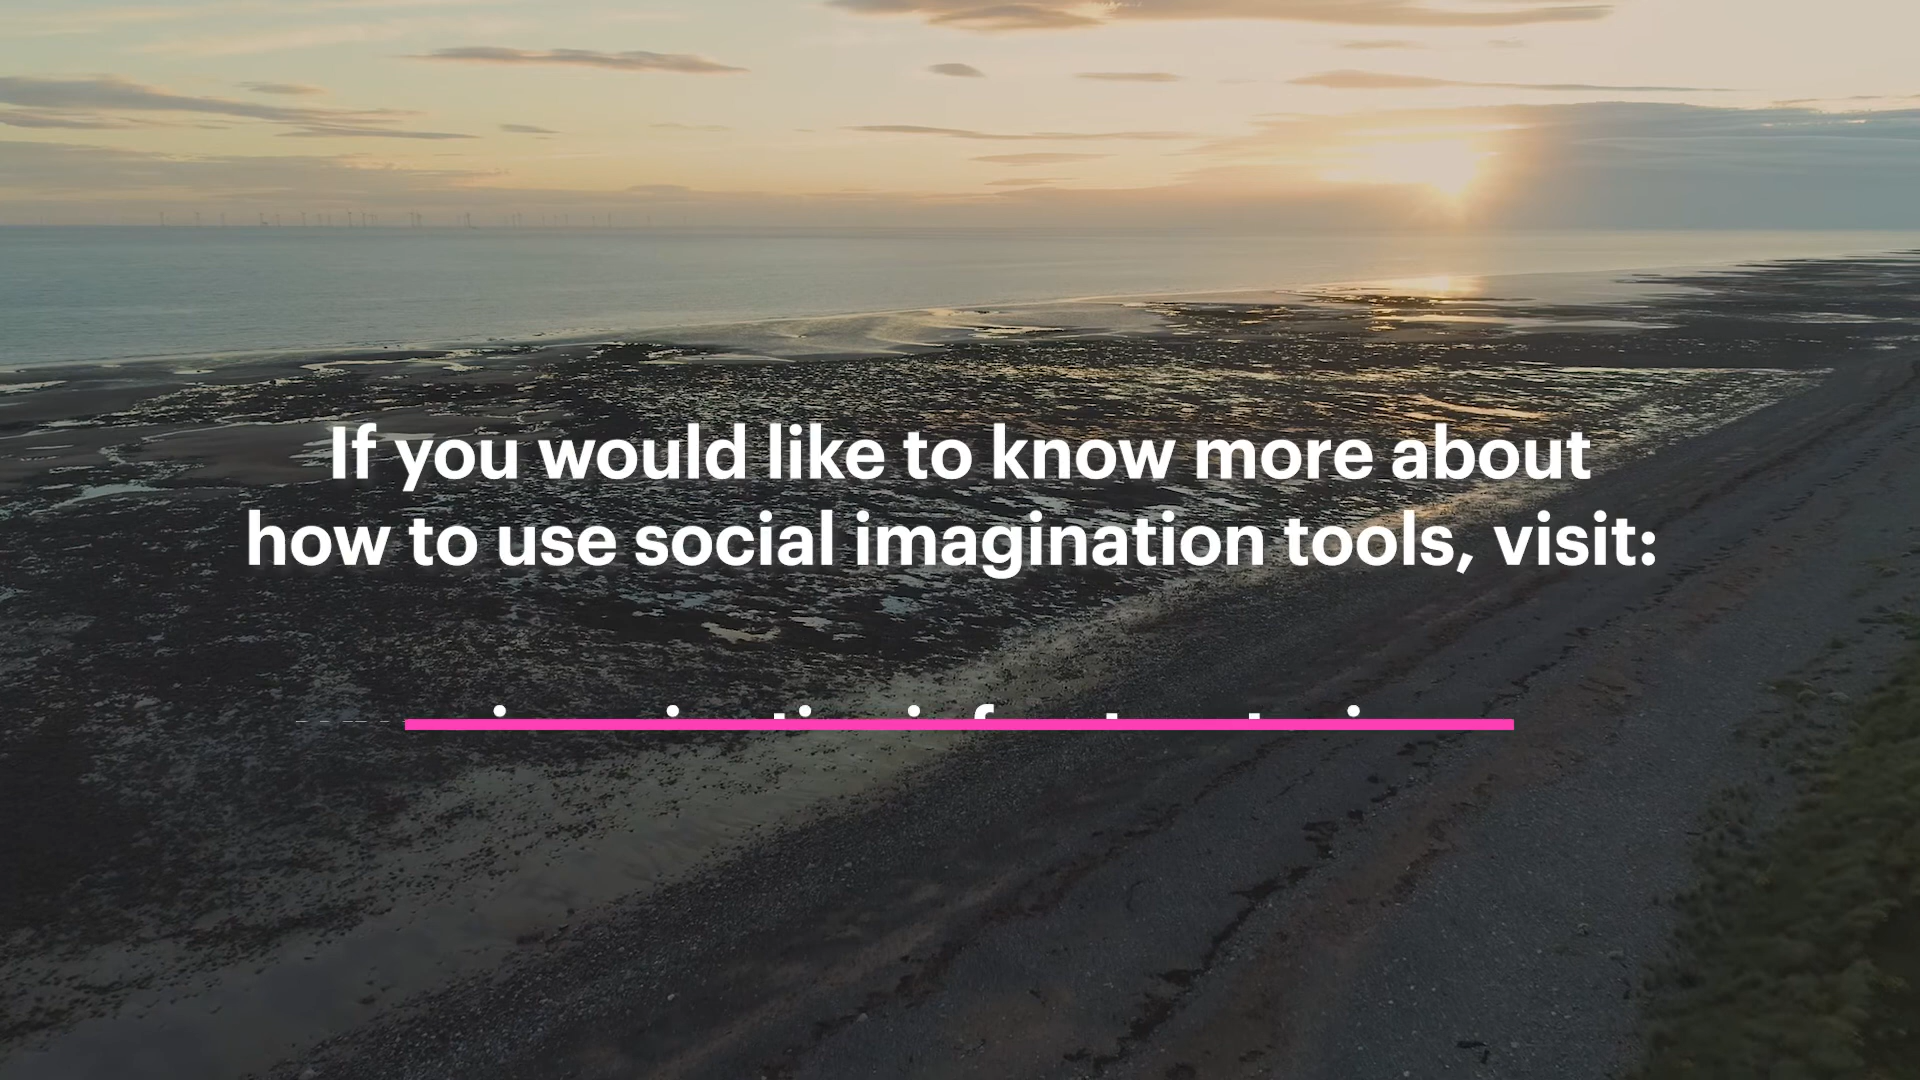 If you would like to know more about
how to use social imagination tools, visit: